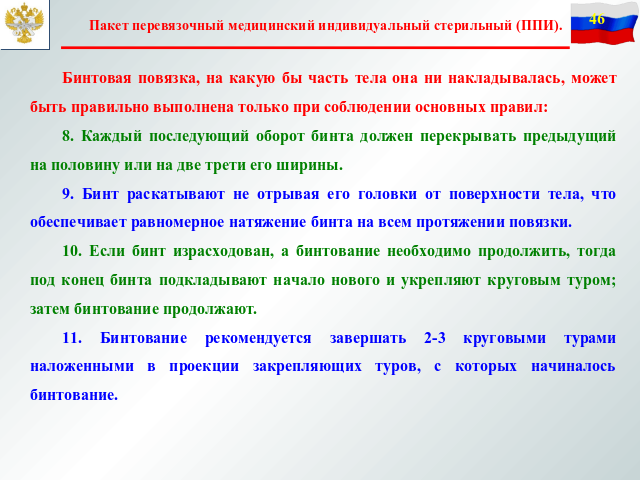 Пакет перевязочный медицинский индивидуальный стерильный (ППИ).
46
Бинтовая повязка, на какую бы часть тела она ни накладывалась, может
быть правильно выполнена только при соблюдении основных правил:
8. Каждый последующий оборот бинта должен перекрывать предыдущий
на половину или на две трети его ширины.
9. Бинт раскатывают не отрывая его головки от поверхности тела, что
обеспечивает равномерное натяжение бинта на всем протяжении повязки.
10. Если бинт израсходован, а бинтование необходимо продолжить, тогда
под конец бинта подкладывают начало нового и укрепляют круговым туром;
затем бинтование продолжают.
11. Бинтование рекомендуется завершать 2-3 круговыми турами
наложенными в проекции закрепляющих туров, с которых начиналось
бинтование.